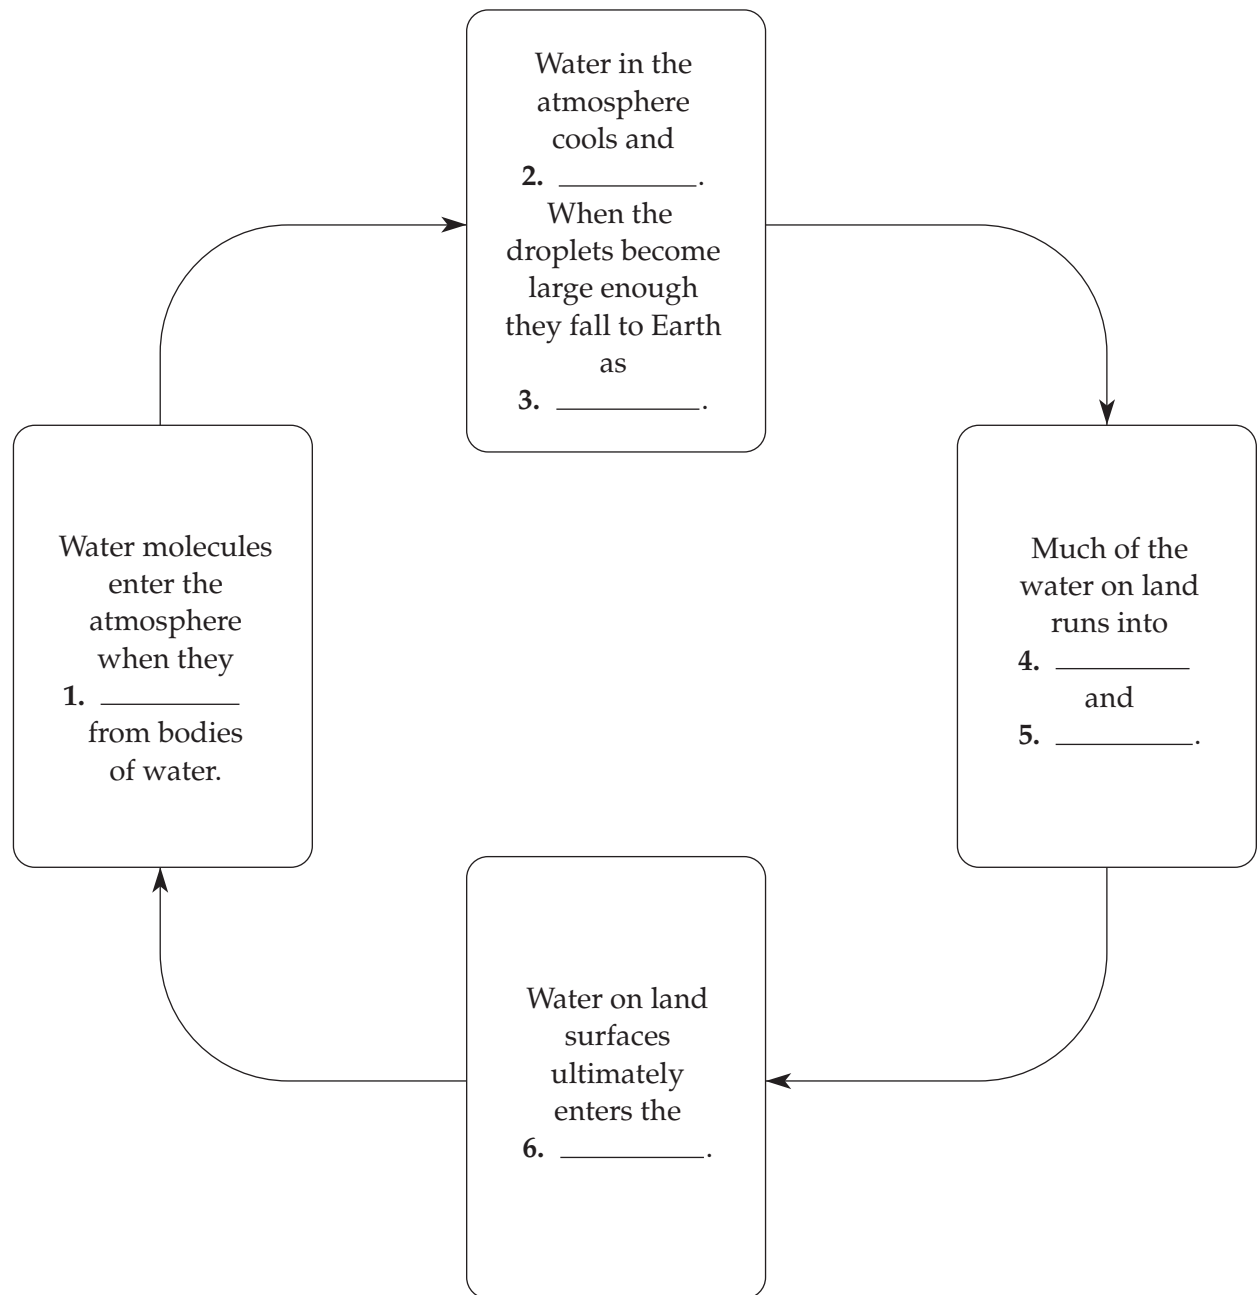 Water in the
atmosphere
cools and
2. __________.
When the
droplets become
large enough
they fall to Earth
as
3. __________.
Water molecules
enter the
atmosphere
when they
1. __________
from bodies
of water.
Much of the
water on land
runs into
4. __________
and
5. __________.
Water on land
surfaces
ultimately
enters the
6. __________.